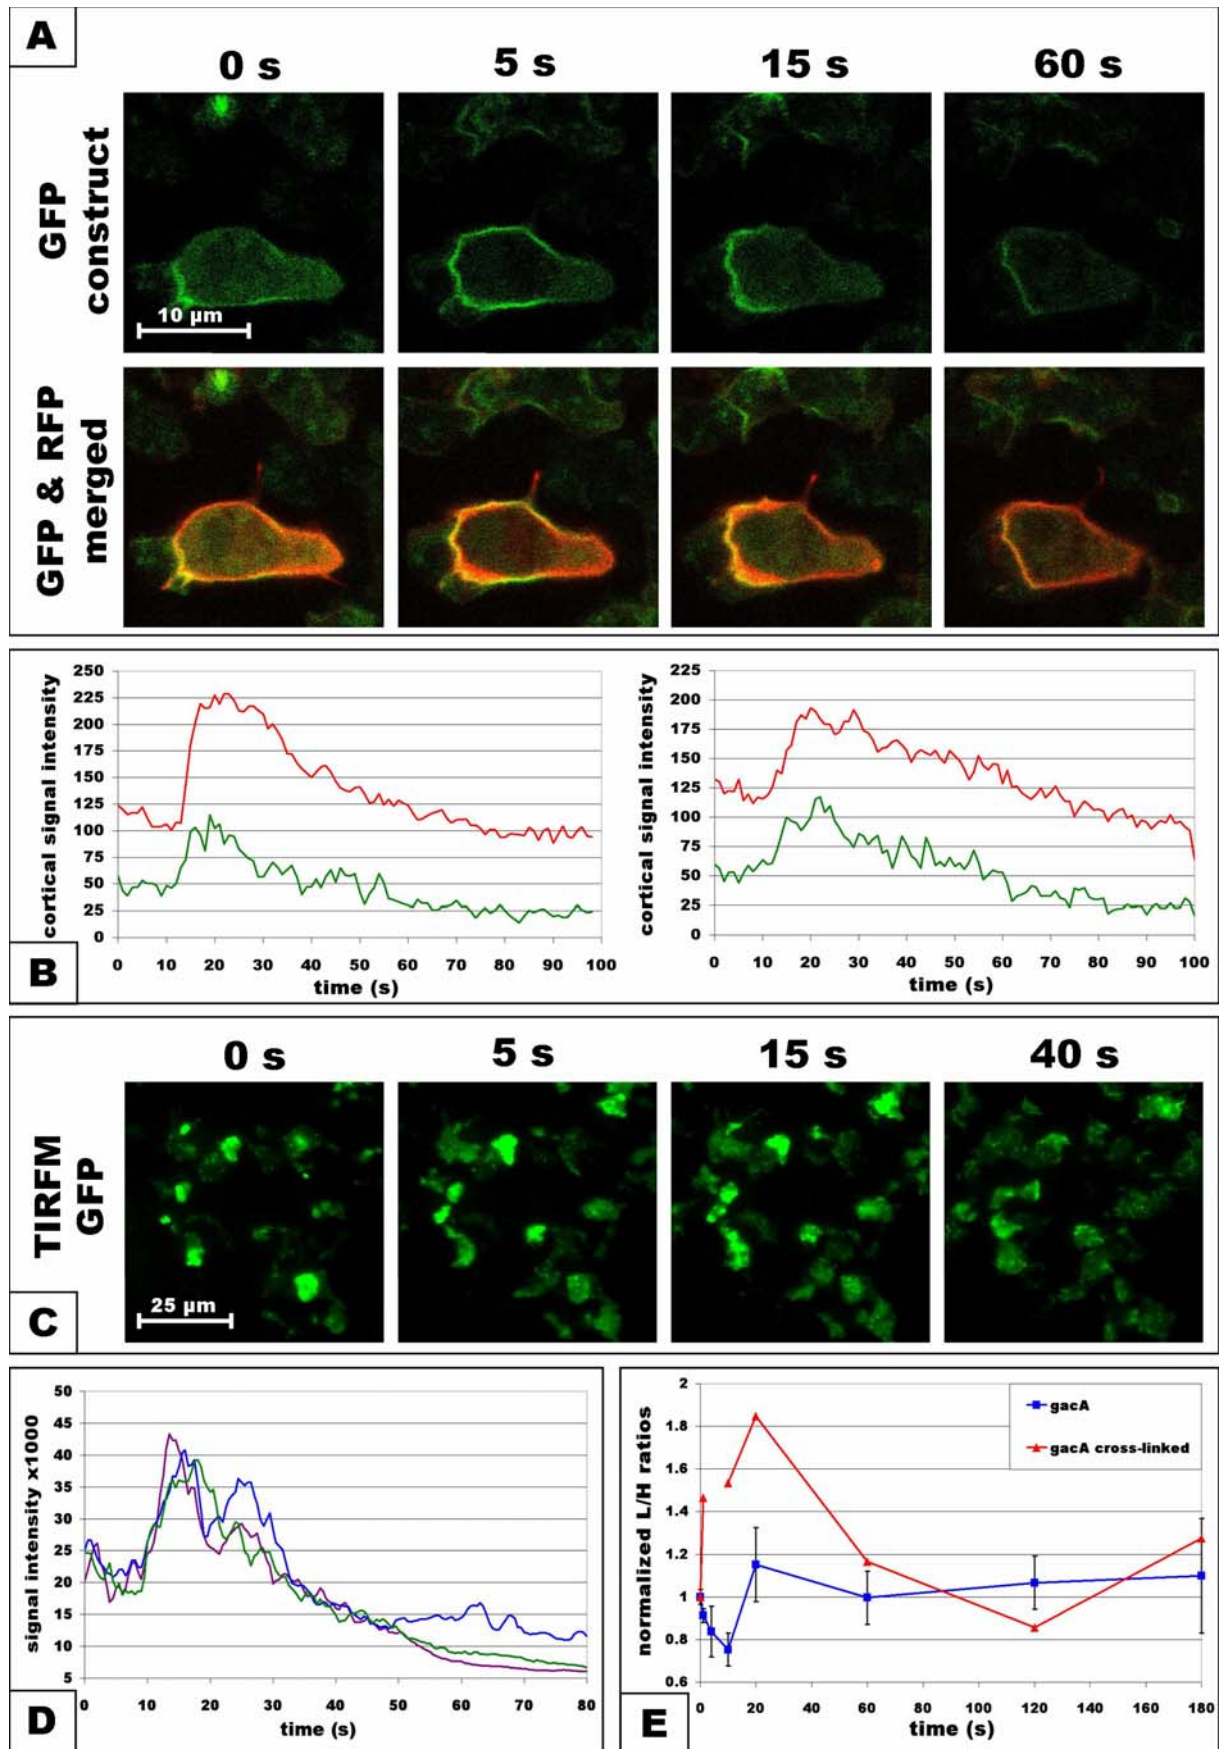 A
0 s 5 s 15 s 60 s
GFP
construct
10 µm
GFP & RFP
merged
B
cortical signal intensity
250
225
200
175
150
125
100
75
50
25
0
0 10 20 30 40 50 60 70 80 90 100
time (s)
cortical signal intensity
225
200
175
150
125
100
75
50
25
0
0 10 20 30 40 50 60 70 80 90 100
time (s)
C
0 s 5 s 15 s 40 s
TIRFM
GFP
25 µm
D
signal intensity x1000
50
45
40
35
30
25
20
15
10
5
0 10 20 30 40 50 60 70 80
time (s)
E
normalized L/H ratios
2
1.8
1.6
1.4
1.2
1
0.8
0.6
gacA
gacA cross-linked
0 20 40 60 80 100 120 140 160 180
time (s)